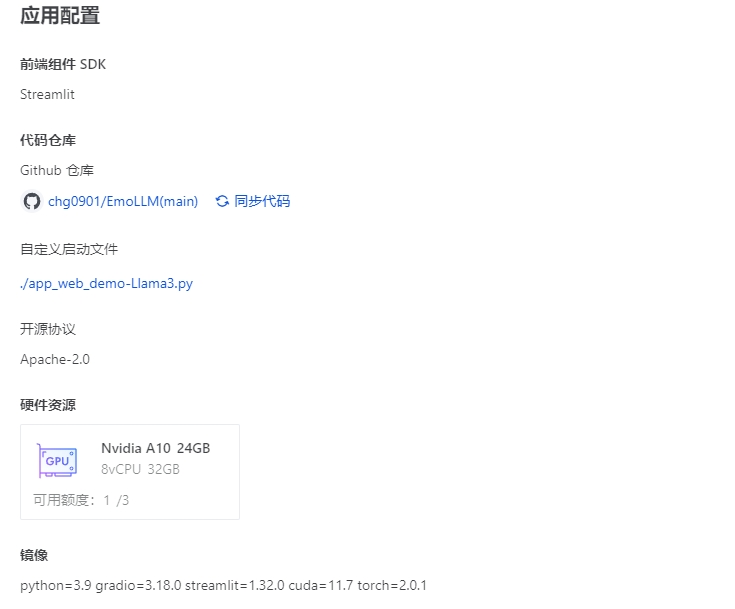 应用配置
前端组件 SDK
Streamlit
代码仓库
Github 仓库
chg0901/EmoLLM(main) 同步代码
自定义启动文件
./app_web_demo-Llama3.py
开源协议
Apache-2.0
硬件资源
GPU
Nvidia A10 24GB
8vCPU 32GB
可用额度：1 /3
镜像
python=3.9 gradio=3.18.0 streamlit=1.32.0 cuda=11.7 torch=2.0.1